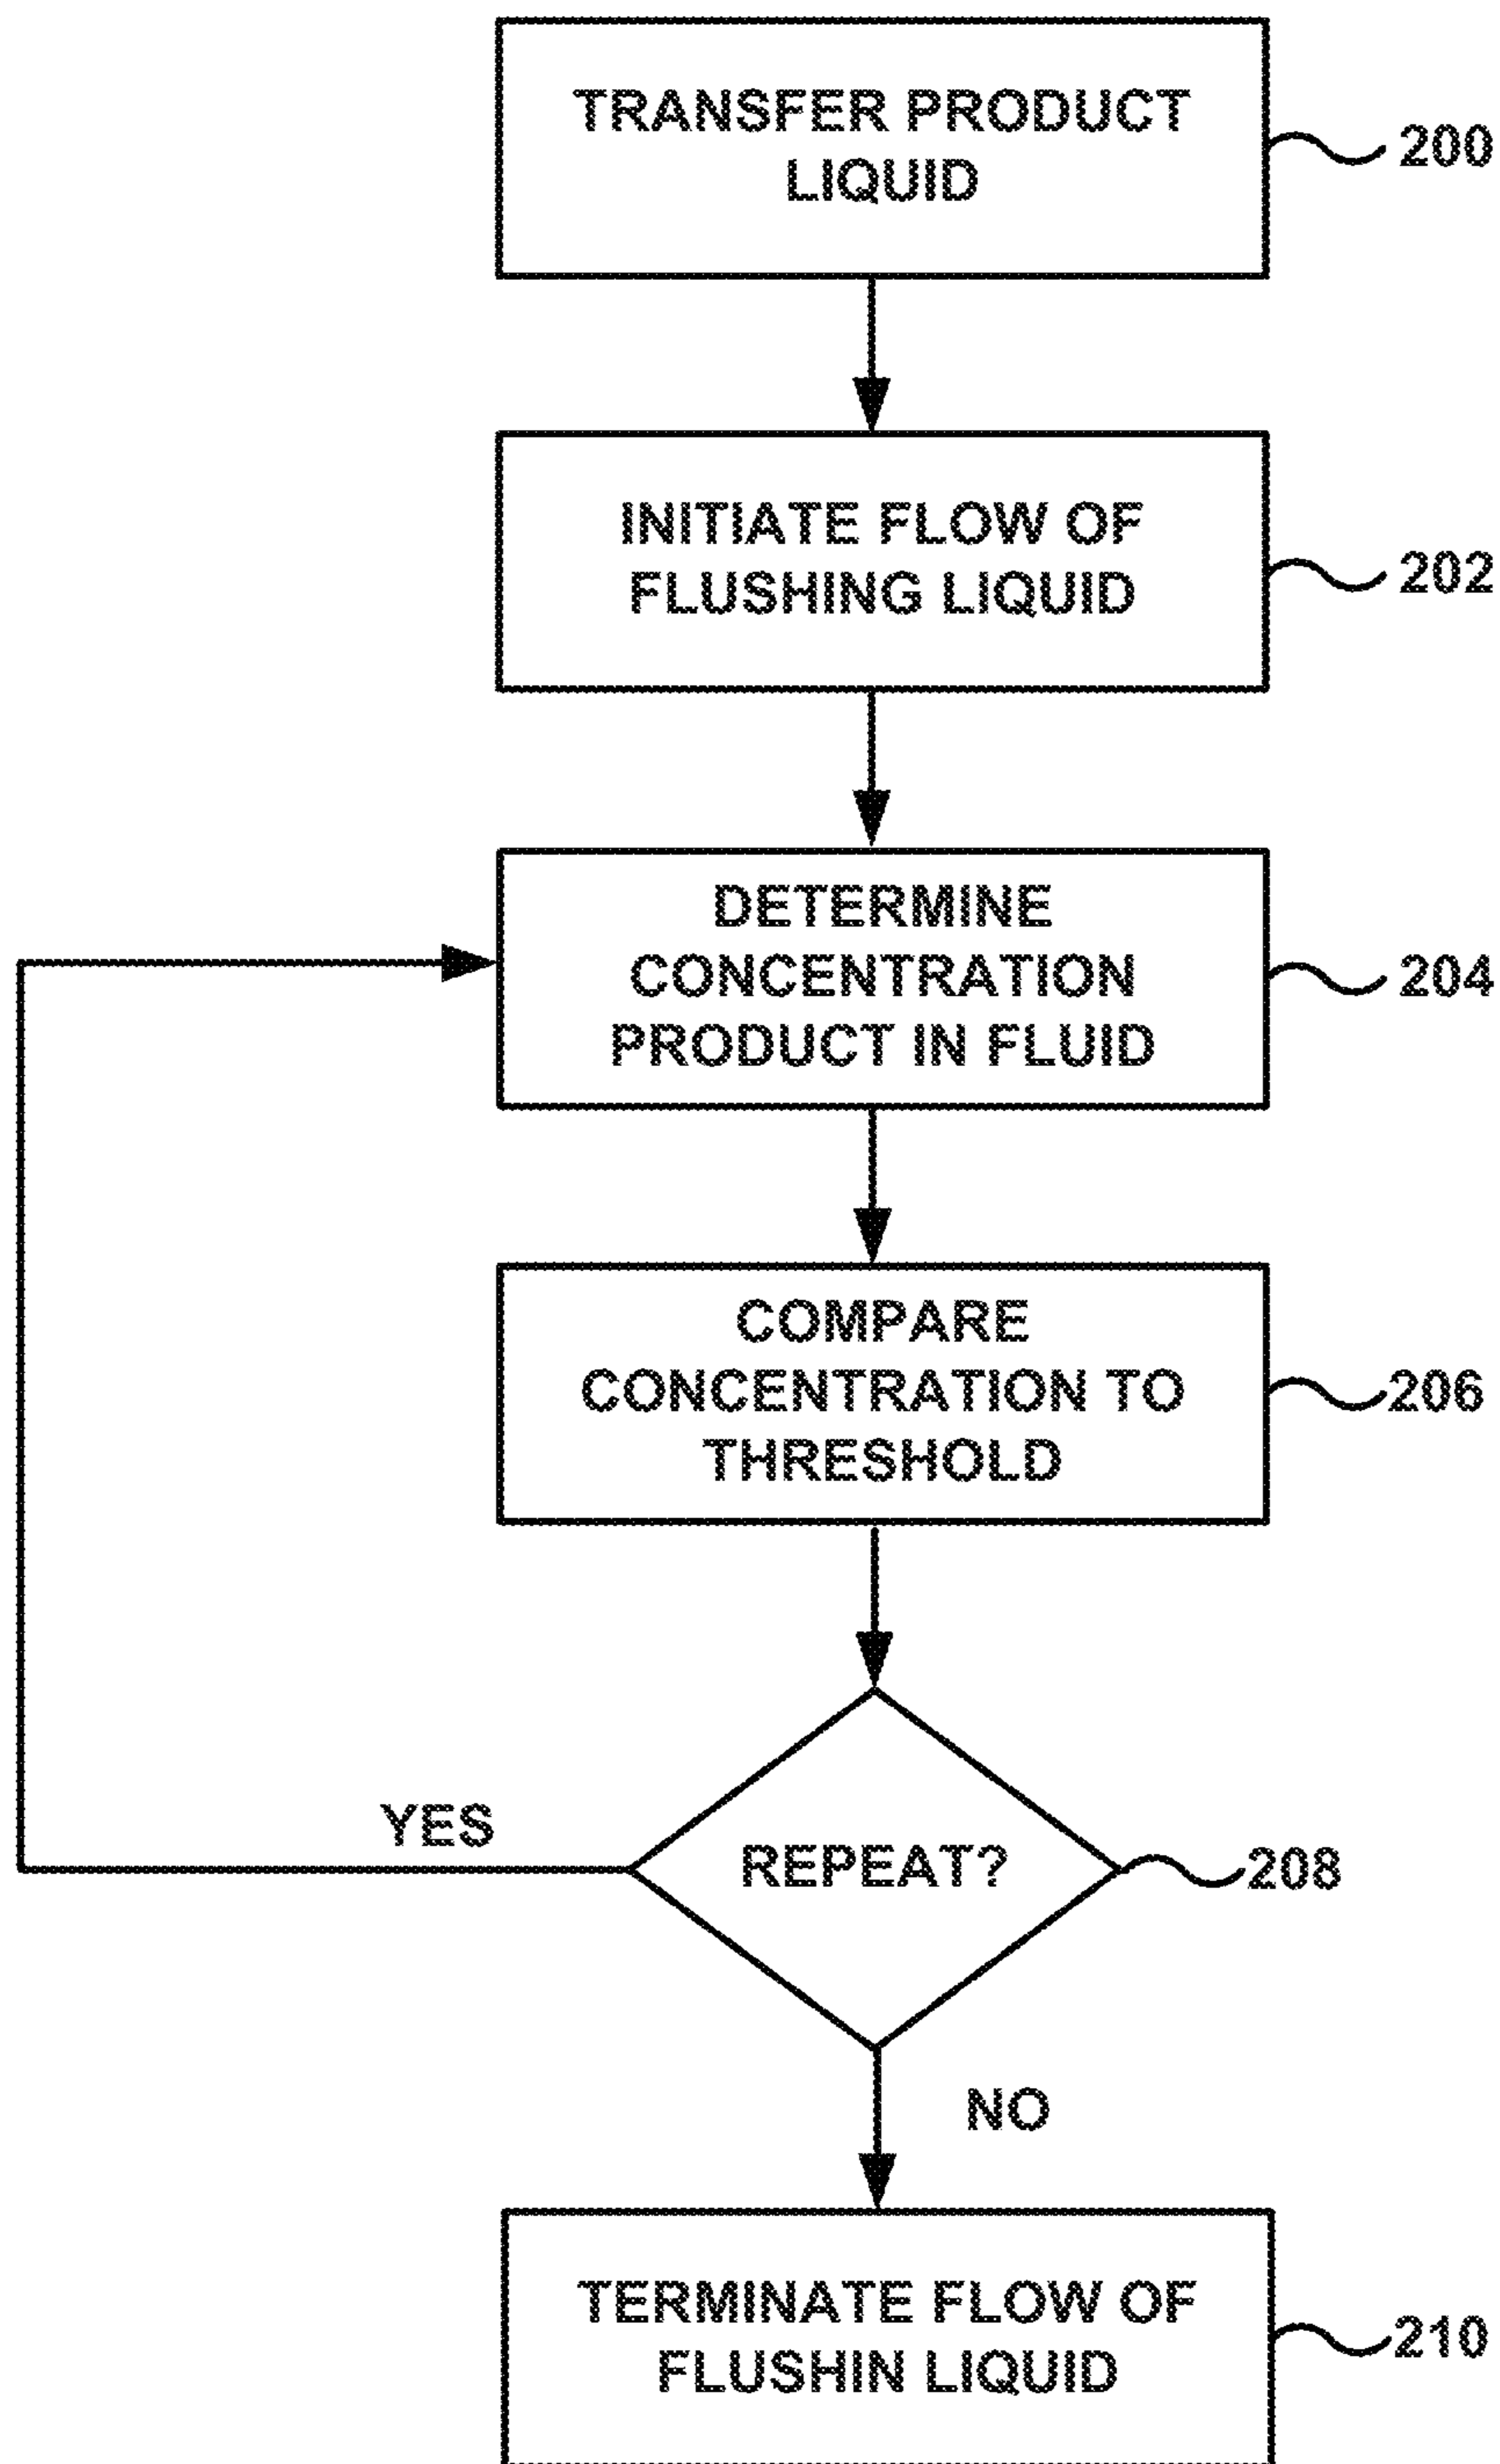 TRANSFER PRODUCT
LIQUID
200
INITIATE FLOW OF
FLUSHING LIQUID
202
DETERMINE
CONCENTRATION
PRODUCT IN FLUID
204
COMPARE
CONCENTRATION TO
THRESHOLD
206
YES
REPEAT?
208
NO
TERMINATE FLOW OF
FLUSHIN LIQUID
210